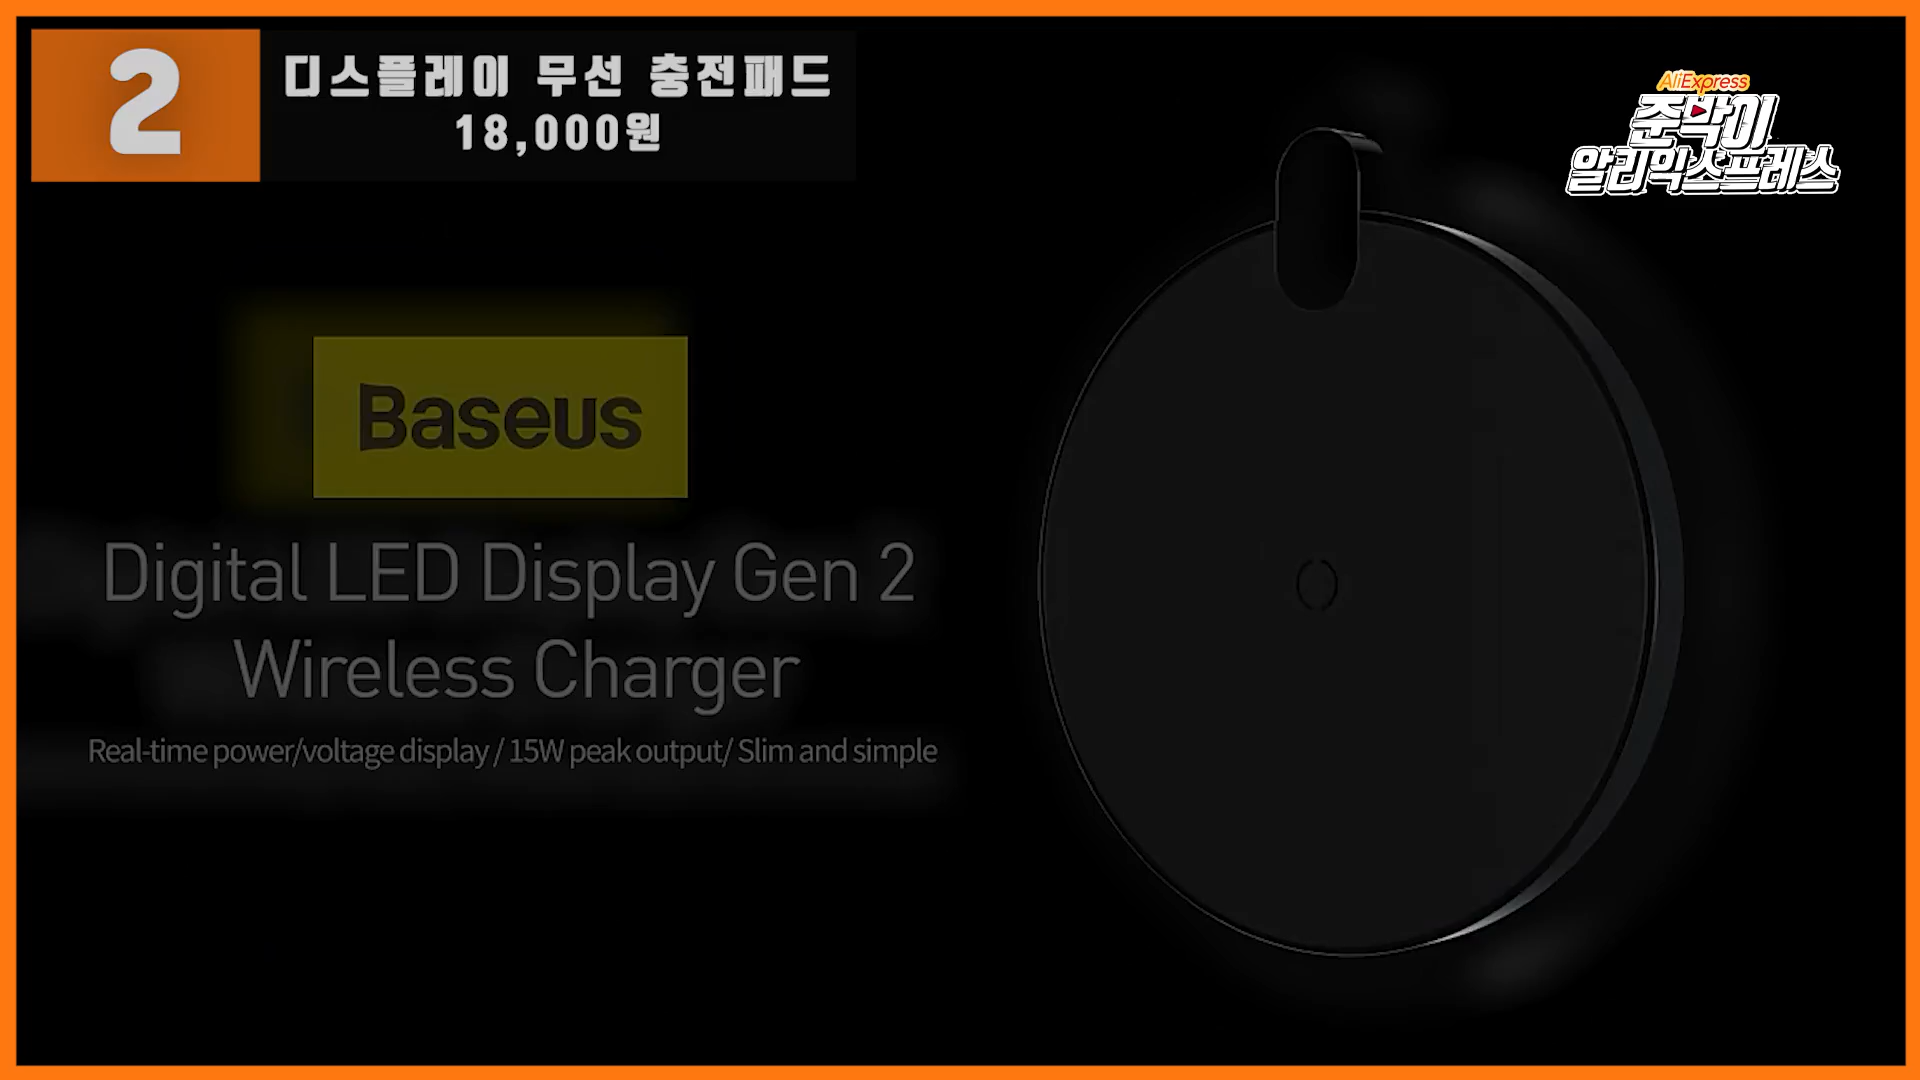 2
디스플레이 무선 충전패드
18,000원
AliExpress
준박이
알리익스프레스
Baseus
Digital LED Display Gen 2
Wireless Charger
Real-time power/voltage display / 15W peak output/ Slim and simple